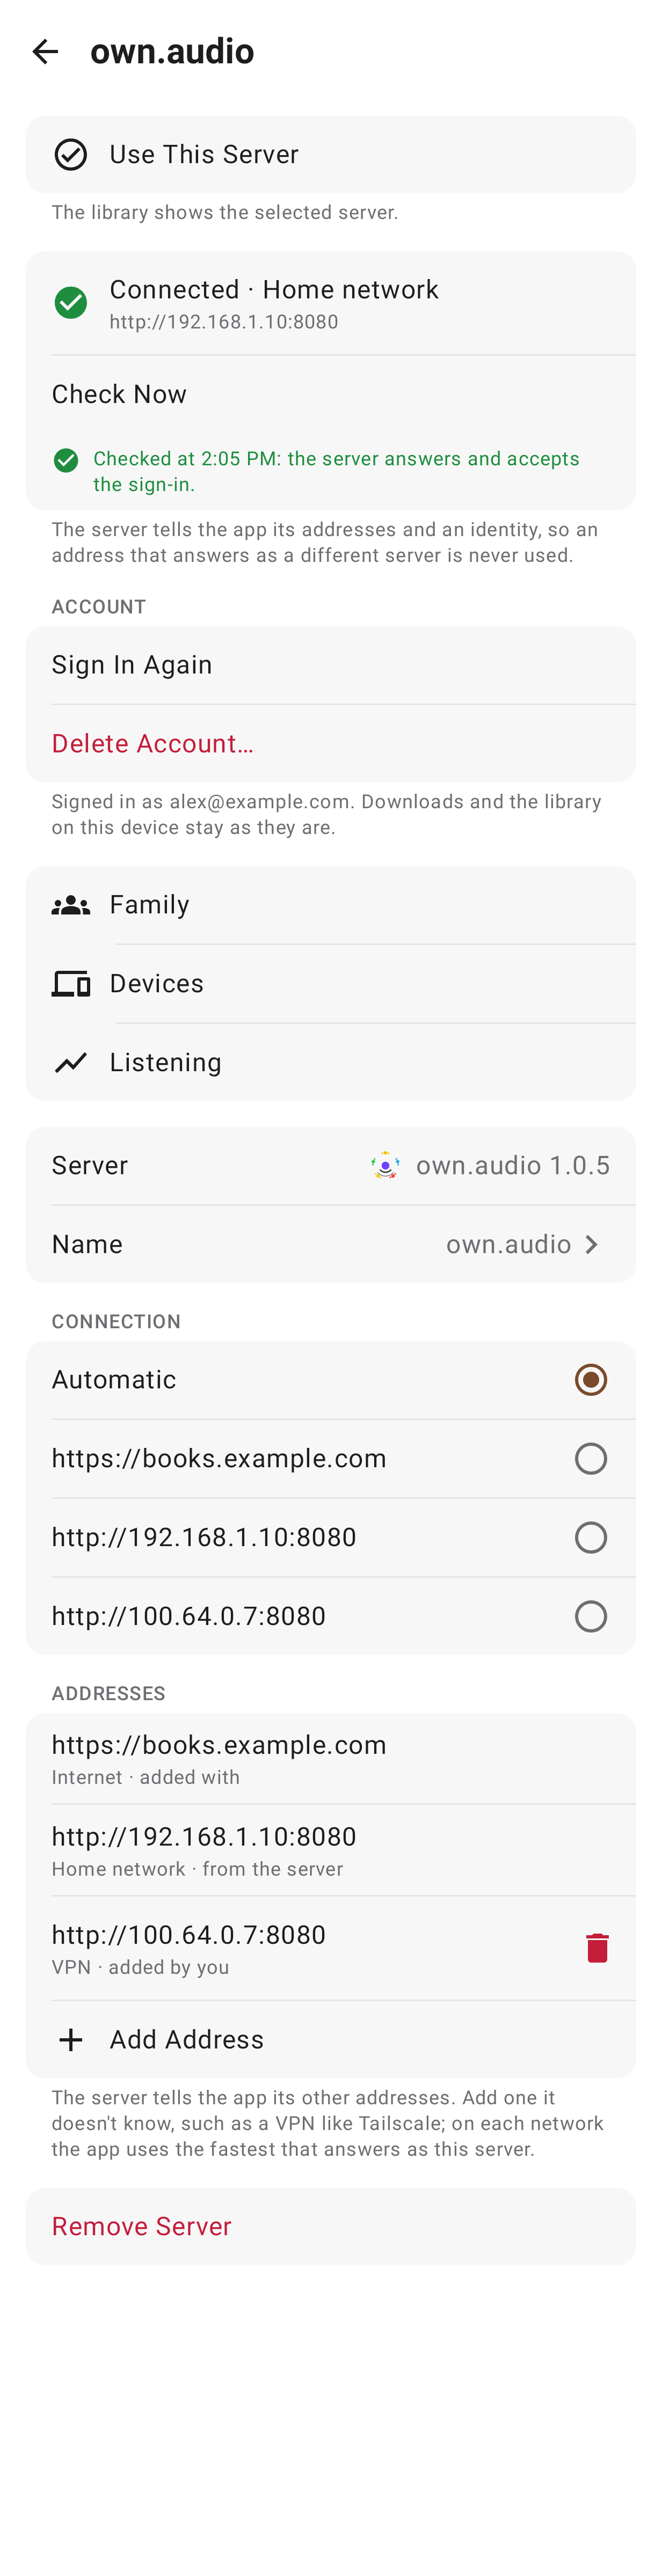 own.audio
Use This Server
The library shows the selected server.
Connected · Home network
http://192.168.1.10:8080
Check Now
Checked at 2:05 PM: the server answers and accepts
the sign-in.
The server tells the app its addresses and an identity, so an
address that answers as a different server is never used.
ACCOUNT
Sign In Again
Delete Account…
Signed in as alex@example.com. Downloads and the library
on this device stay as they are.
Family
Devices
Listening
Server own.audio 1.0.5
Name own.audio
CONNECTION
Automatic
https://books.example.com
http://192.168.1.10:8080
http://100.64.0.7:8080
ADDRESSES
https://books.example.com
Internet · added with
http://192.168.1.10:8080
Home network · from the server
http://100.64.0.7:8080
VPN · added by you
Add Address
The server tells the app its other addresses. Add one it
doesn't know, such as a VPN like Tailscale; on each network
the app uses the fastest that answers as this server.
Remove Server